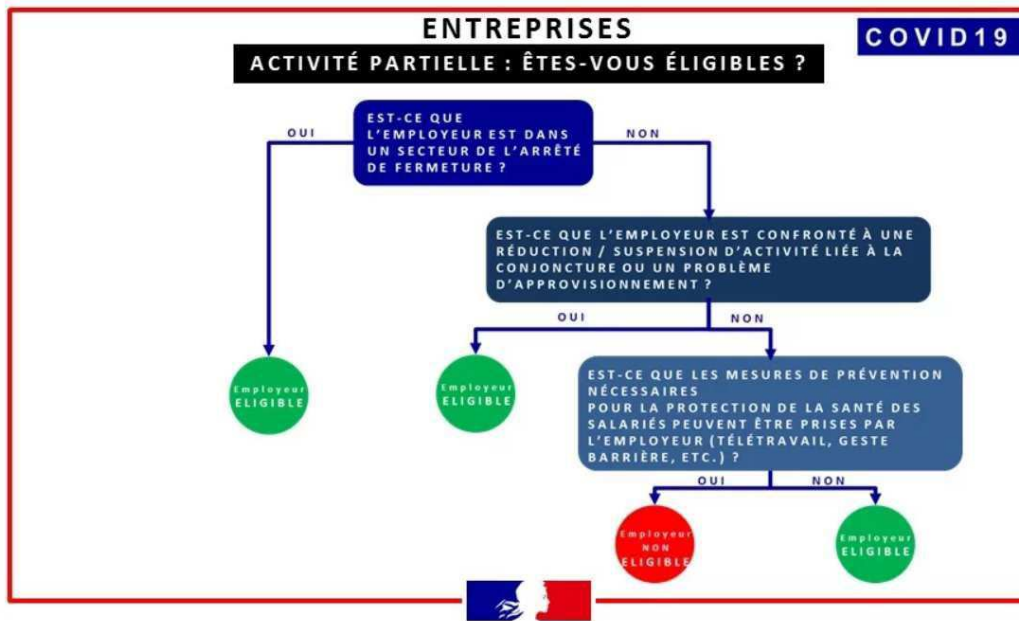 ENTREPRISES
COVID19
ACTIVITÉ PARTIELLE : ÊTES-VOUS ÉLIGIBLES ?
EST-CE QUE
L'EMPLOYEUR EST DANS
UN SECTEUR DE L'ARRÊTÉ
DE FERMETURE ?
OUI
NON
EST-CE QUE L'EMPLOYEUR EST CONFRONTÉ À UNE
RÉDUCTION / SUSPENSION D'ACTIVITÉ LIÉE À LA
CONJONCTURE OU UN PROBLÈME
D'APPROVISIONNEMENT ?
OUI
NON
Employeur
ELIGIBLE
Employeur
ELIGIBLE
EST-CE QUE LES MESURES DE PRÉVENTION
NÉCESSAIRES
POUR LA PROTECTION DE LA SANTÉ DES
SALARIÉS PEUVENT ÊTRE PRISES PAR
L'EMPLOYEUR (TÉLÉTRAVAIL, GESTE
BARRIÈRE, ETC.) ?
OUI
NON
Employeur
NON
ELIGIBLE
Employeur
ELIGIBLE